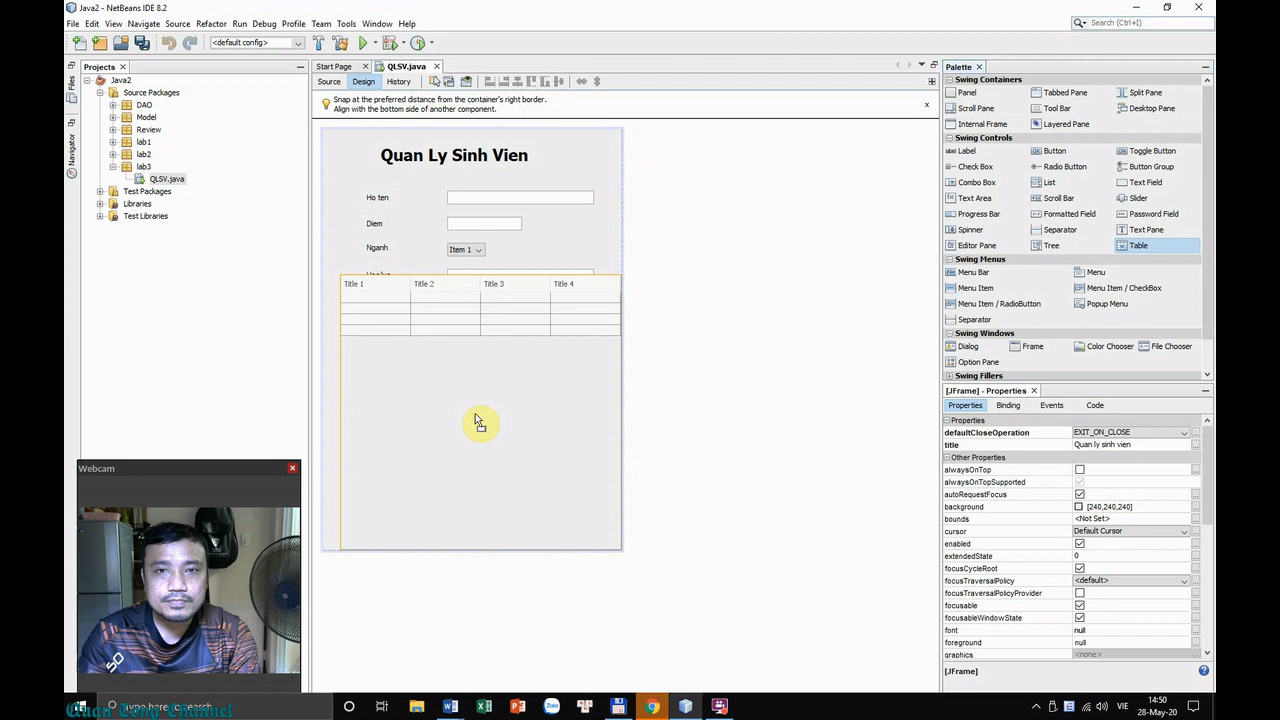 Java2 - NetBeans IDE 8.2
File Edit View Navigate Source Refactor Run Debug Profile Team Tools Window Help
Search (Ctrl+I)
<default config>
Projects
Files
Navigator
Java2
Source Packages
DAO
Model
Review
lab1
lab2
lab3
QLSV.java
Test Packages
Libraries
Test Libraries
Start Page QLSV.java
Source Design History
Snap at the preferred distance from the container's right border.
Align with the bottom side of another component.
Quan Ly Sinh Vien
Ho ten
Diem
Nganh Item 1
Title 1 Title 2 Title 3 Title 4
Palette
Swing Containers
Panel Tabbed Pane Split Pane
Scroll Pane Tool Bar Desktop Pane
Internal Frame Layered Pane
Swing Controls
Label Button Toggle Button
Check Box Radio Button Button Group
Combo Box List Text Field
Text Area Scroll Bar Slider
Progress Bar Formatted Field Password Field
Spinner Separator Text Pane
Editor Pane Tree Table
Swing Menus
Menu Bar Menu
Menu Item Menu Item / CheckBox
Menu Item / RadioButton Popup Menu
Separator
Swing Windows
Dialog Frame Color Chooser File Chooser
Option Pane
Swing Fillers
[JFrame] - Properties
Properties Binding Events Code
Properties
defaultCloseOperation EXIT_ON_CLOSE
title Quan ly sinh vien
Other Properties
alwaysOnTop
alwaysOnTopSupported
autoRequestFocus
background [240,240,240]
bounds <Not Set>
cursor Default Cursor
enabled
extendedState 0
focusCycleRoot
focusTraversalPolicy <default>
focusTraversalPolicyProvider
focusable
focusableWindowState
font null
foreground null
graphics <none>
[JFrame]
Webcam
Type here to search
Quan Tong Channel
Zalo
VIE
14:50
28-May-20